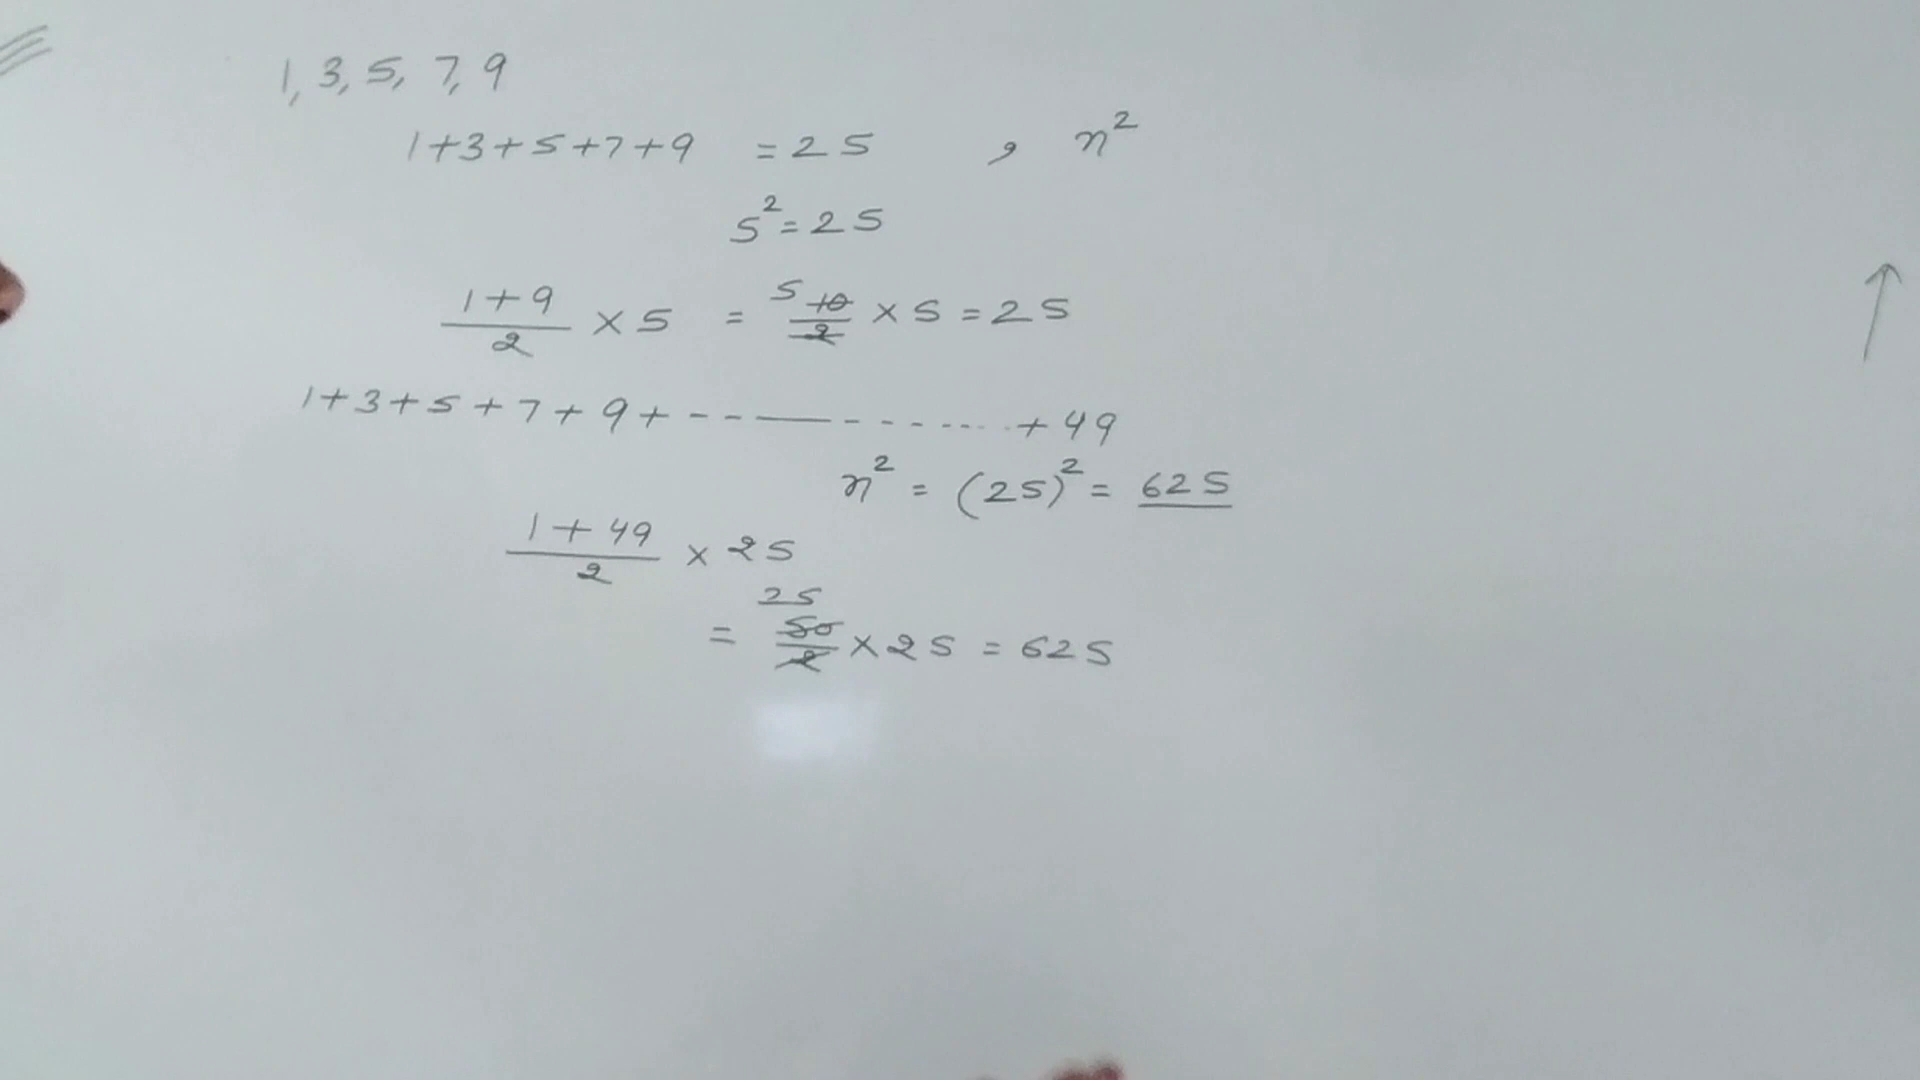 1, 3, 5, 7, 9
1+3+5+7+9 = 25 , n²
5² = 25
(1+9)/2 × 5 = 5 10/2 × 5 = 25
1+3+5+7+9+ -- — - - - - ..... + 49
n² = (25)² = 625
(1+49)/2 × 25
25
= 50/2 × 25 = 625